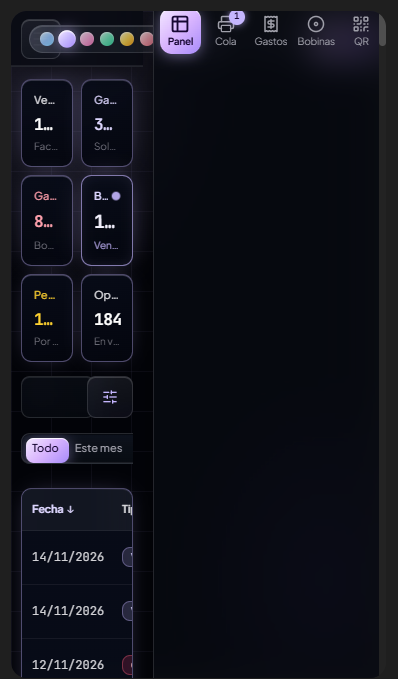 1
Panel
Cola
Gastos
Bobinas
QR
Ve...
Ga...
1...
3...
Fac...
Sol...
Ga...
B...
8...
1...
Bo...
Ven...
Pe...
Op...
1...
184
Por ...
En v...
Todo
Este mes
Fecha ↓
14/11/2026
14/11/2026
12/11/2026